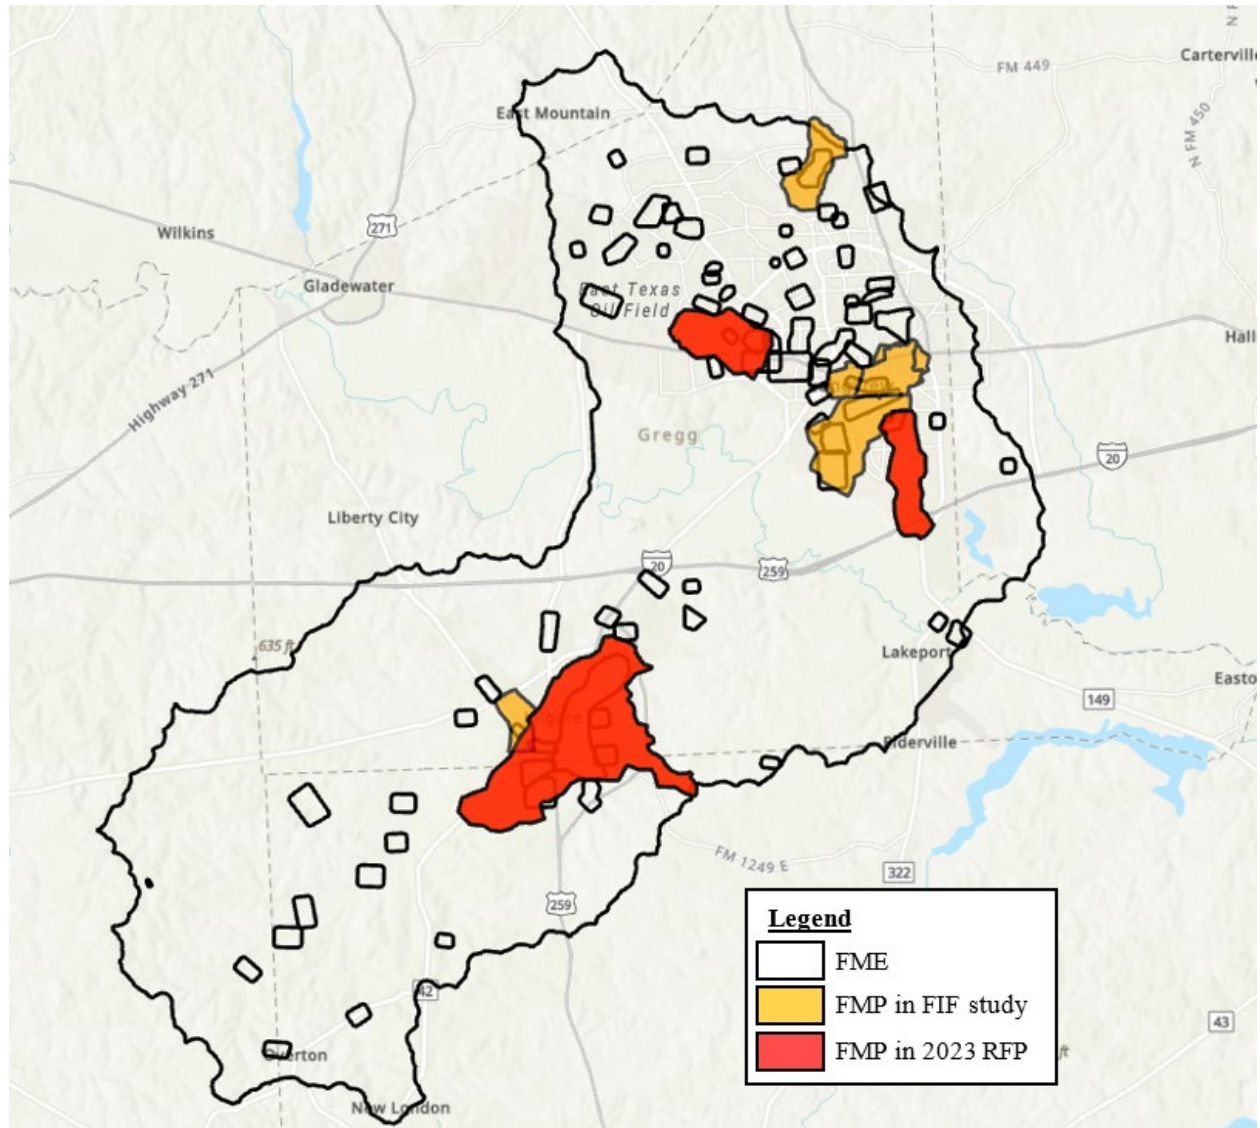 N F
Carterville
FM 449
N FM 450
East Mountain
271
Wilkins
Gladewater
East Texas
Oil Field
Hall
Highway 271
Gregg
20
Liberty City
20
259
635 ft
Lakeport
Easto
149
Elderville
FM 1249 E
322
259
42
43
Overton
New London
ft
Legend
FME
FMP in FIF study
FMP in 2023 RFP